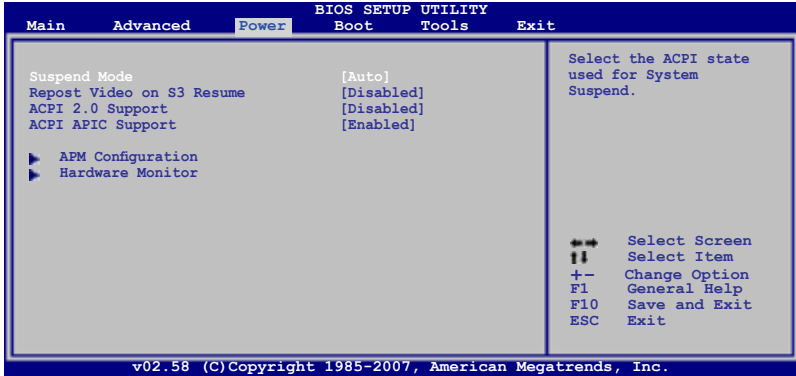 BIOS SETUP UTILITY
Main Advanced Power Boot Tools Exit
Suspend Mode [Auto]
Repost Video on S3 Resume [Disabled]
ACPI 2.0 Support [Disabled]
ACPI APIC Support [Enabled]
APM Configuration
Hardware Monitor
Select the ACPI state
used for System
Suspend.
Select Screen
Select Item
+- Change Option
F1 General Help
F10 Save and Exit
ESC Exit
v02.58 (C)Copyright 1985-2007, American Megatrends, Inc.